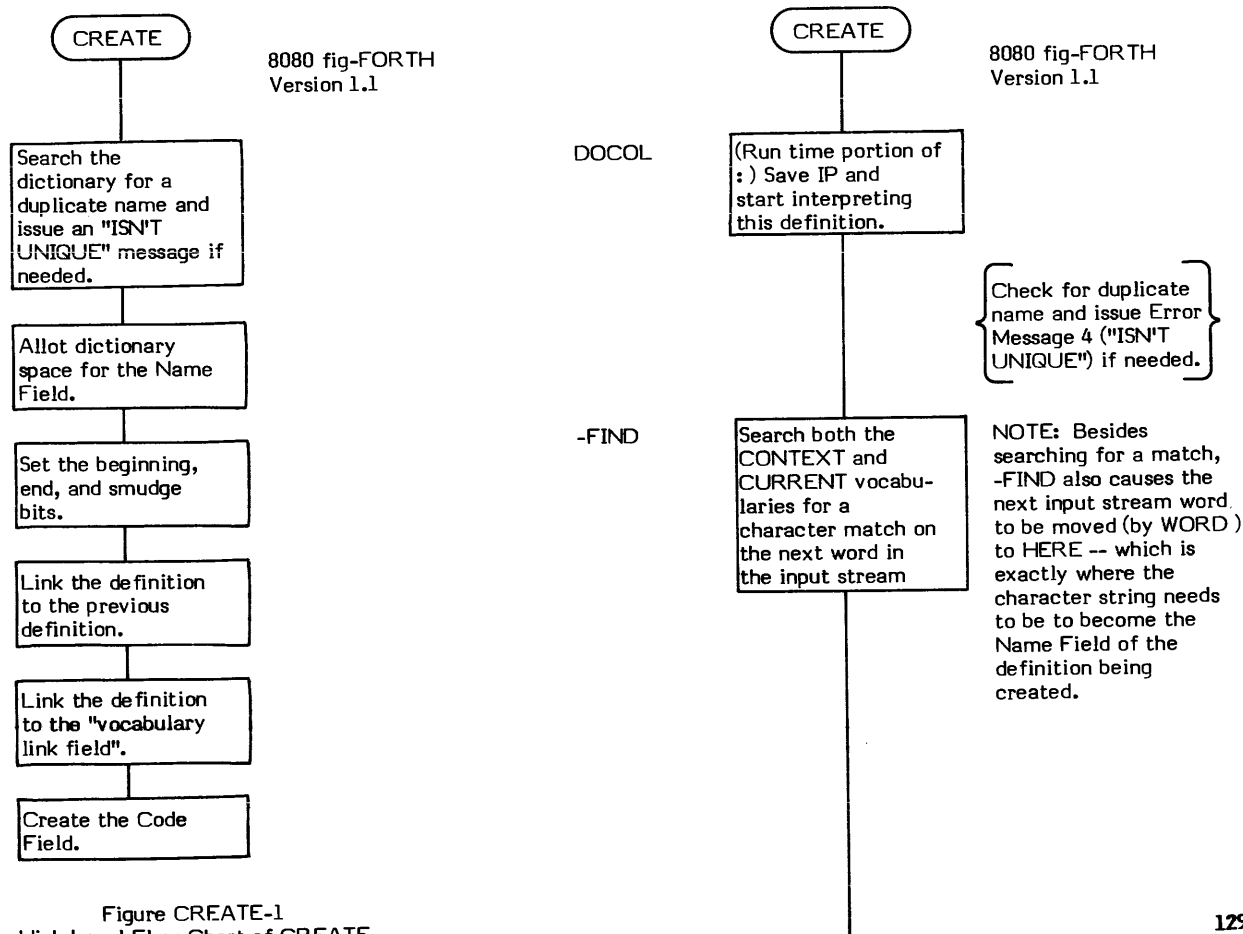 CREATE
8080 fig-FORTH
Version 1.1
Search the
dictionary for a
duplicate name and
issue an "ISN'T
UNIQUE" message if
needed.
Allot dictionary
space for the Name
Field.
Set the beginning,
end, and smudge
bits.
Link the definition
to the previous
definition.
Link the definition
to the "vocabulary
link field".
Create the Code
Field.
Figure CREATE-1
CREATE
8080 fig-FORTH
Version 1.1
DOCOL
(Run time portion of
: ) Save IP and
start interpreting
this definition.
Check for duplicate
name and issue Error
Message 4 ("ISN'T
UNIQUE") if needed.
-FIND
Search both the
CONTEXT and
CURRENT vocabu-
laries for a
character match on
the next word in
the input stream
NOTE: Besides
searching for a match,
-FIND also causes the
next input stream word
to be moved (by WORD )
to HERE -- which is
exactly where the
character string needs
to be to become the
Name Field of the
definition being
created.
129